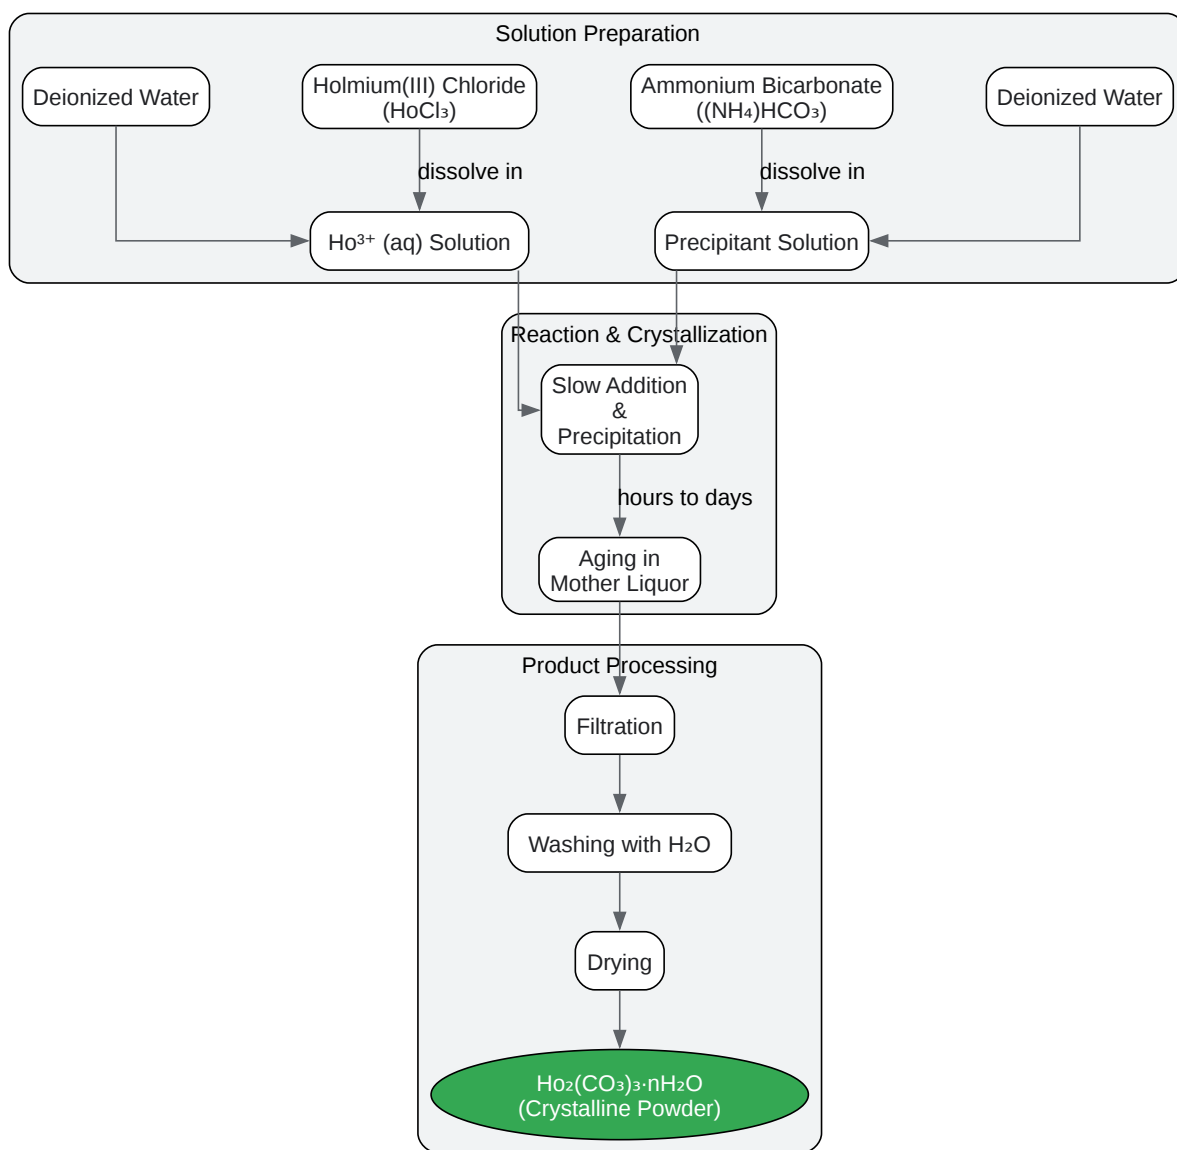 Solution Preparation
Deionized Water
Holmium(III) Chloride
(HoCl₃)
Ammonium Bicarbonate
((NH₄)HCO₃)
Deionized Water
dissolve in
dissolve in
Ho³⁺ (aq) Solution
Precipitant Solution
Reaction & Crystallization
Slow Addition
&
Precipitation
hours to days
Aging in
Mother Liquor
Product Processing
Filtration
Washing with H₂O
Drying
Ho₂(CO₃)₃·nH₂O
(Crystalline Powder)